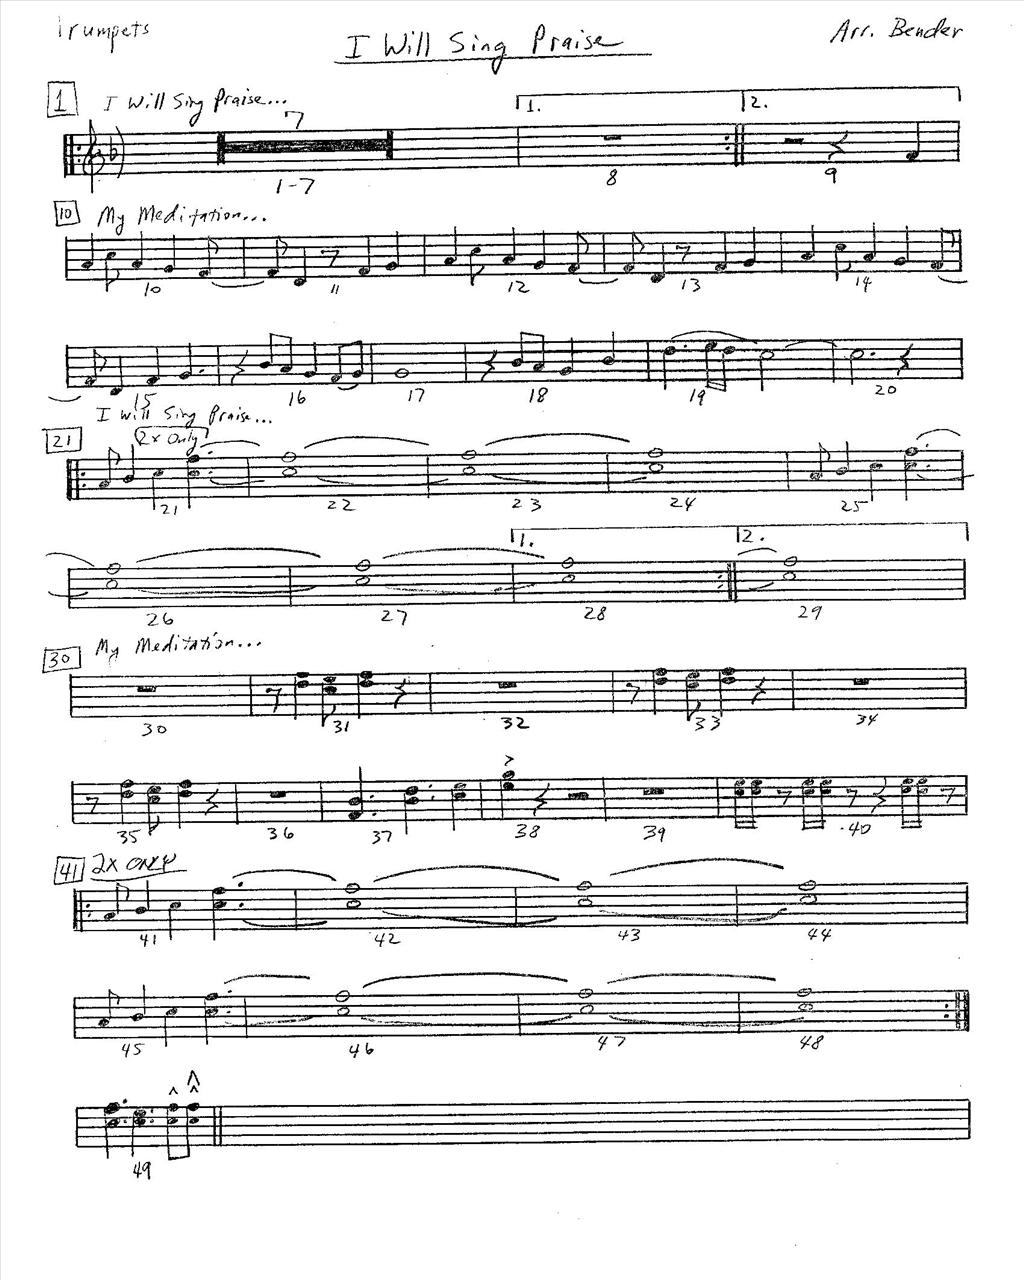 Trumpets
I Will Sing Praise
Arr. Bender
1 I Will Sing Praise...
7
1. 2.
1-7 8 9
10 My Meditation...
10 11 12 13 14
15 16 17 18 19 20
I will Sing Praise...
21 2x Only
21 22 23 24 25
1. 2.
26 27 28 29
30 My Meditation...
30 31 32 33 34
35 36 37 38 39 40
41 2X ONLY
41 42 43 44
45 46 47 48
49